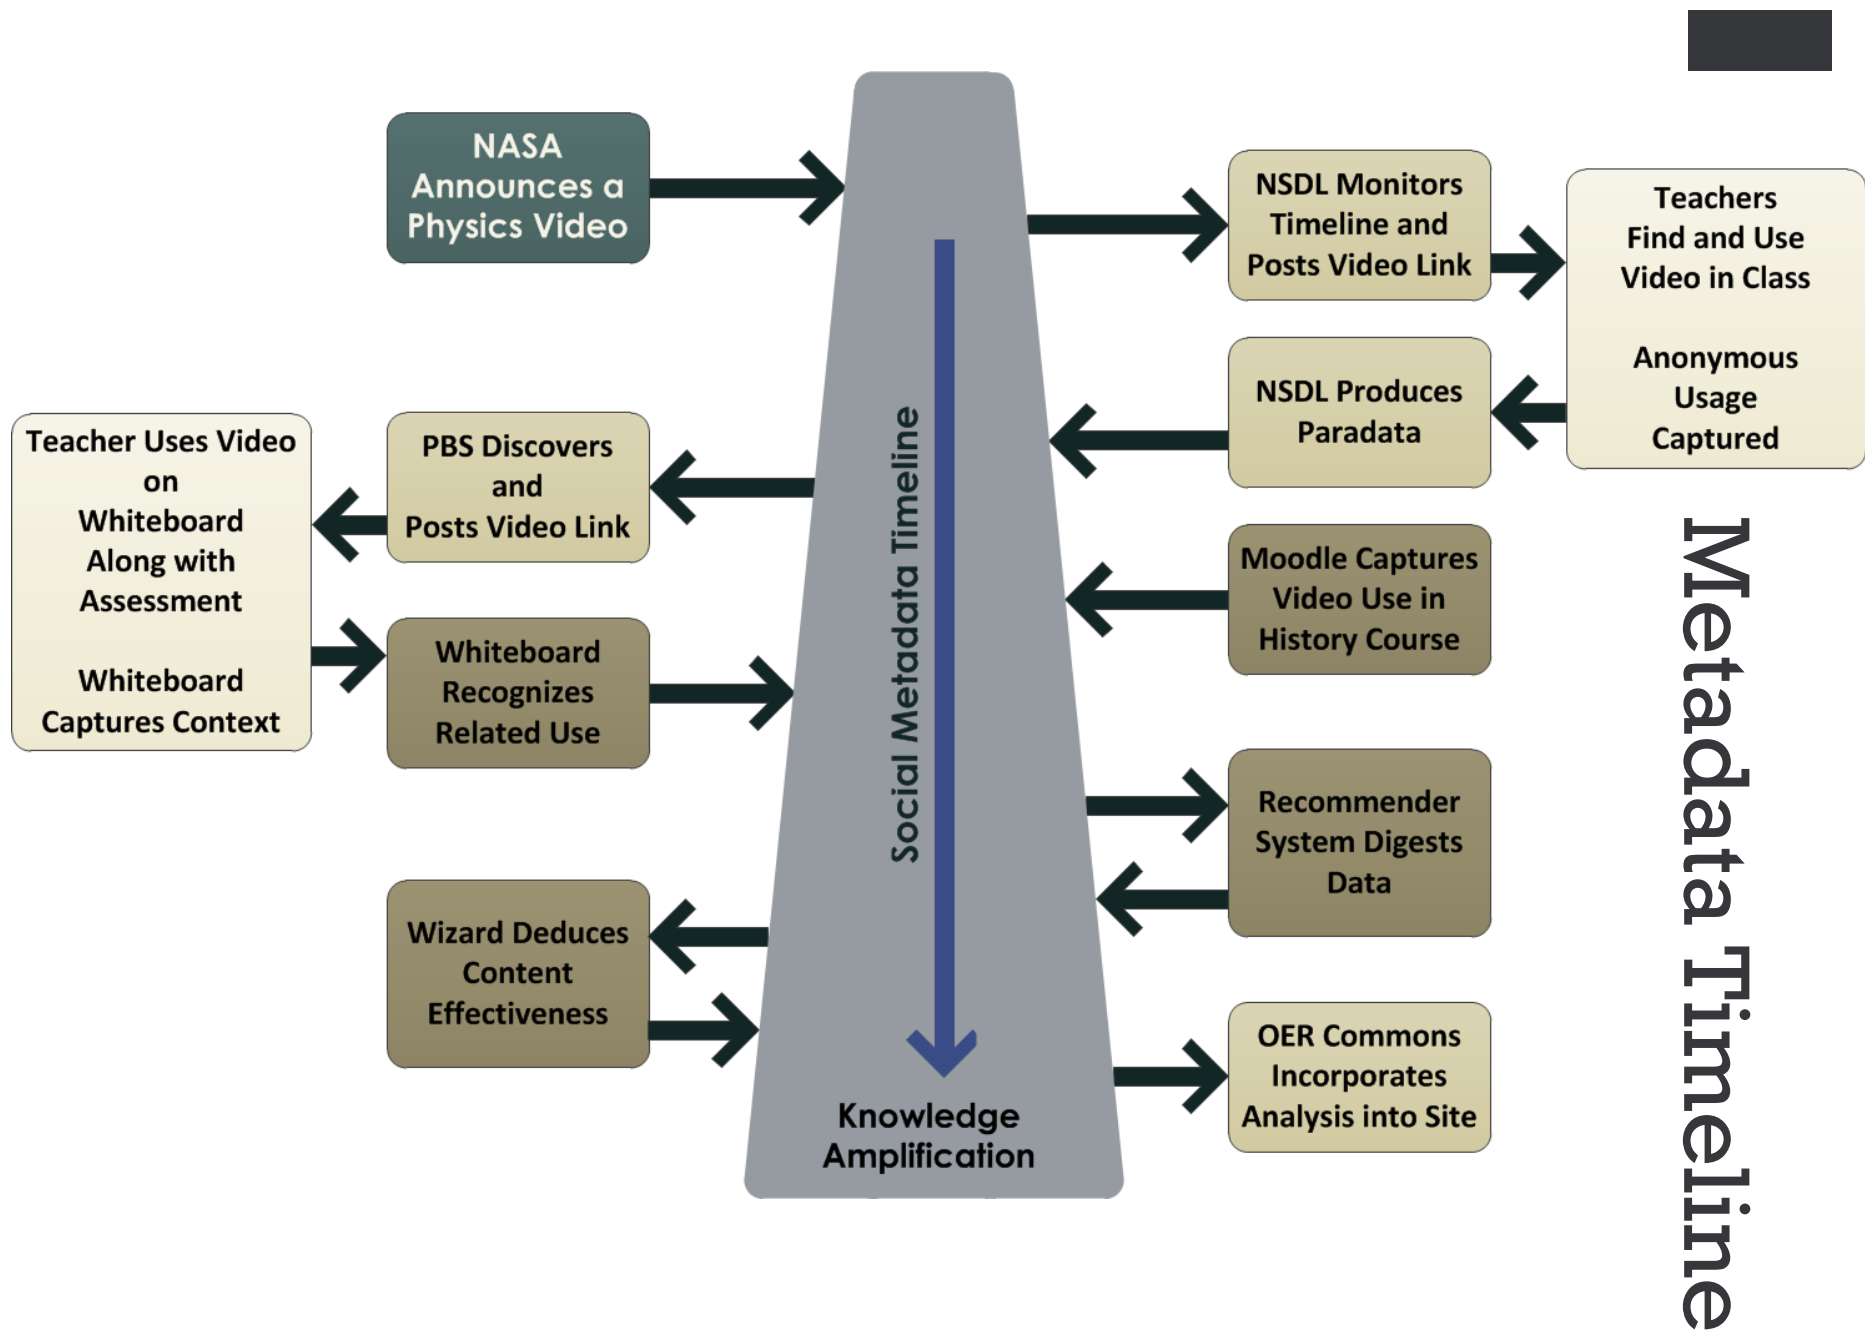 NASA
Announces a
Physics Video
NSDL Monitors
Timeline and
Posts Video Link
Teachers
Find and Use
Video in Class
Anonymous
Usage
Captured
NSDL Produces
Paradata
PBS Discovers
and
Posts Video Link
Teacher Uses Video
on
Whiteboard
Along with
Assessment
Whiteboard
Captures Context
Whiteboard
Recognizes
Related Use
Moodle Captures
Video Use in
History Course
Recommender
System Digests
Data
Wizard Deduces
Content
Effectiveness
OER Commons
Incorporates
Analysis into Site
Social Metadata Timeline
Knowledge
Amplification
Metadata Timeline